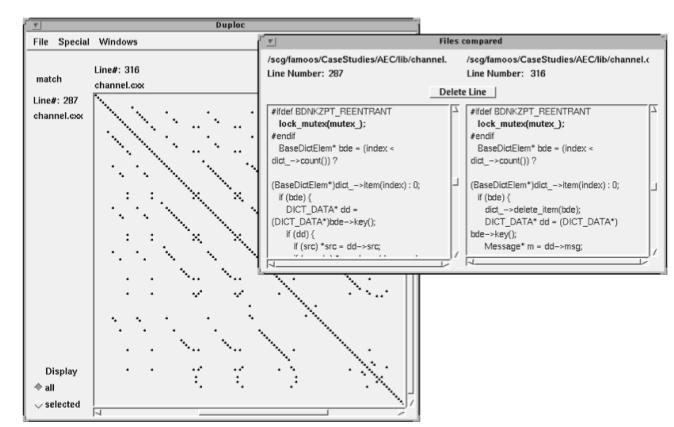 Duploc
File Special Windows
match
Line#: 316
channel.cxx
Line#: 287
channel.cxx
Display
all
selected
Files compared
/scg/famoos/CaseStudies/AEC/lib/channel.
Line Number: 287
/scg/famoos/CaseStudies/AEC/lib/channel.c
Line Number: 316
Delete Line
#ifdef BDNKZPT_REENTRANT
lock_mutex(mutex_);
#endif
BaseDictElem* bde = (index <
dict_->count()) ?
(BaseDictElem*)dict_->item(index) : 0;
if (bde) {
DICT_DATA* dd =
(DICT_DATA*)bde->key();
if (dd) {
if (src) *src = dd->src;
#ifdef BDNKZPT_REENTRANT
lock_mutex(mutex_);
#endif
BaseDictElem* bde = (index <
dict_->count()) ?
(BaseDictElem*)dict_->item(index) : 0;
if (bde) {
dict_->delete_item(bde);
DICT_DATA* dd = (DICT_DATA*)
bde->key();
Message* m = dd->msg;